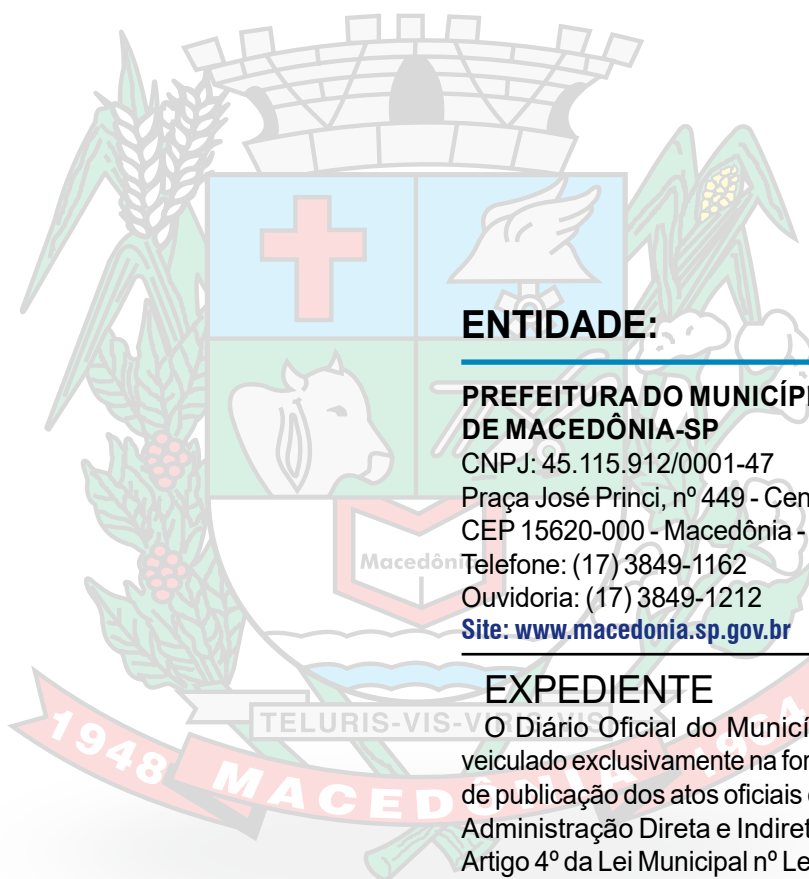 ENTIDADE:
PREFEITURA DO MUNICÍP
DE MACEDÔNIA-SP
CNPJ: 45.115.912/0001-47
Praça José Princi, nº 449 - Cen
CEP 15620-000 - Macedônia -
Telefone: (17) 3849-1162
Ouvidoria: (17) 3849-1212
Site: www.macedonia.sp.gov.br
EXPEDIENTE
O Diário Oficial do Municí
veiculado exclusivamente na for
de publicação dos atos oficiais
Administração Direta e Indiret
Artigo 4º da Lei Municipal nº Le
Macedôni
TELURIS-VIS-V
1948 MACEDÔNIA 1964